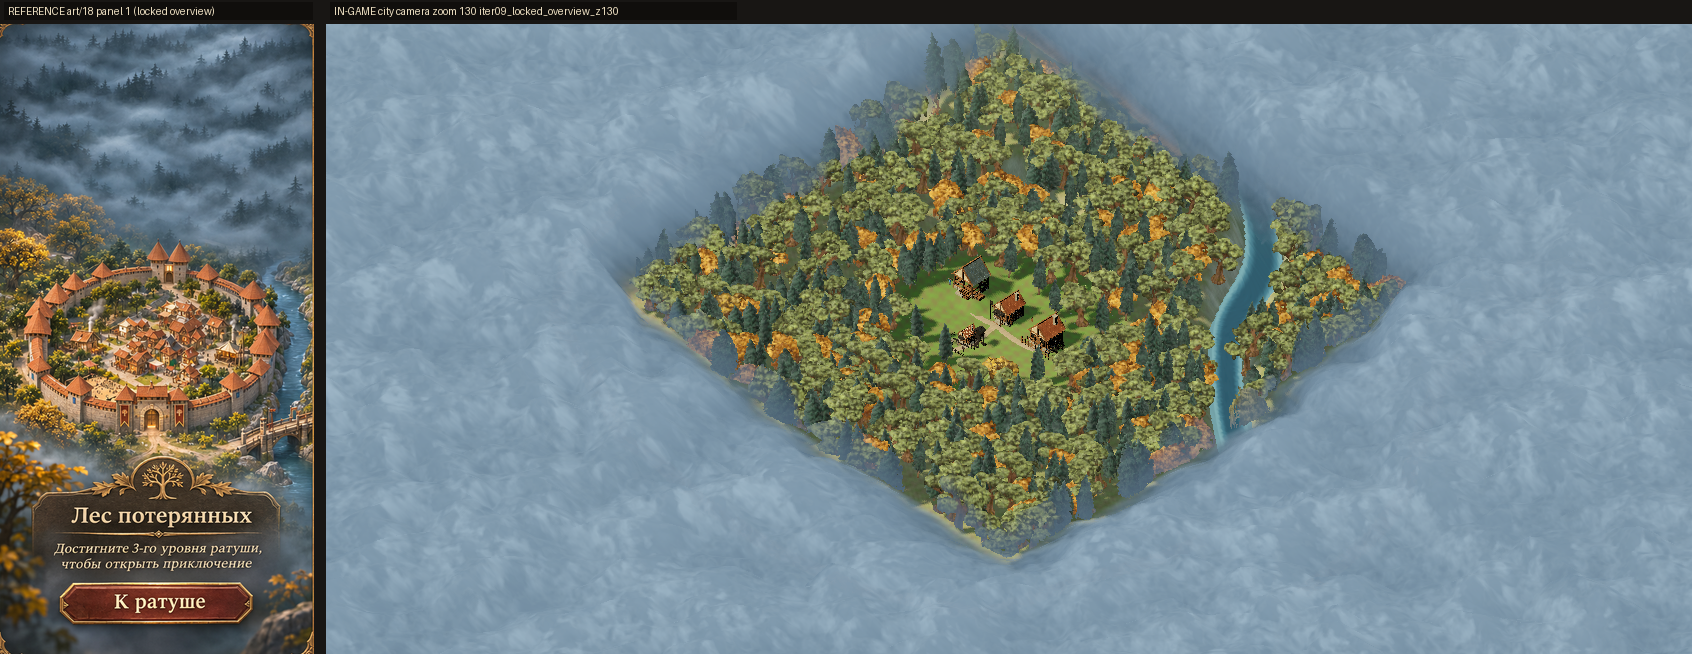 REFERENCE art/18 panel 1 (locked overview)
IN-GAME city camera zoom 130 iter09_locked_overview_z130
Лес потерянных
Достигните 3-го уровня ратуши,
чтобы открыть приключение
К ратуше